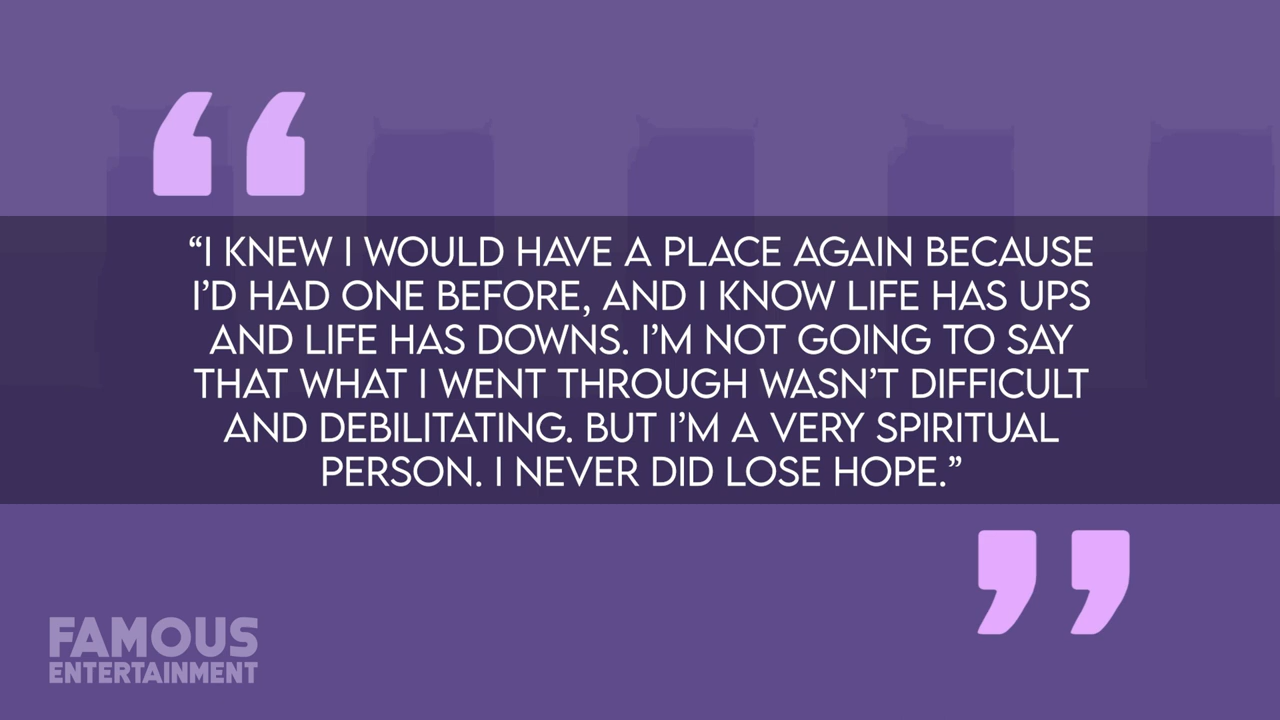 “I KNEW I WOULD HAVE A PLACE AGAIN BECAUSE
I’D HAD ONE BEFORE, AND I KNOW LIFE HAS UPS
AND LIFE HAS DOWNS. I’M NOT GOING TO SAY
THAT WHAT I WENT THROUGH WASN’T DIFFICULT
AND DEBILITATING. BUT I’M A VERY SPIRITUAL
PERSON. I NEVER DID LOSE HOPE.”
FAMOUS
ENTERTAINMENT